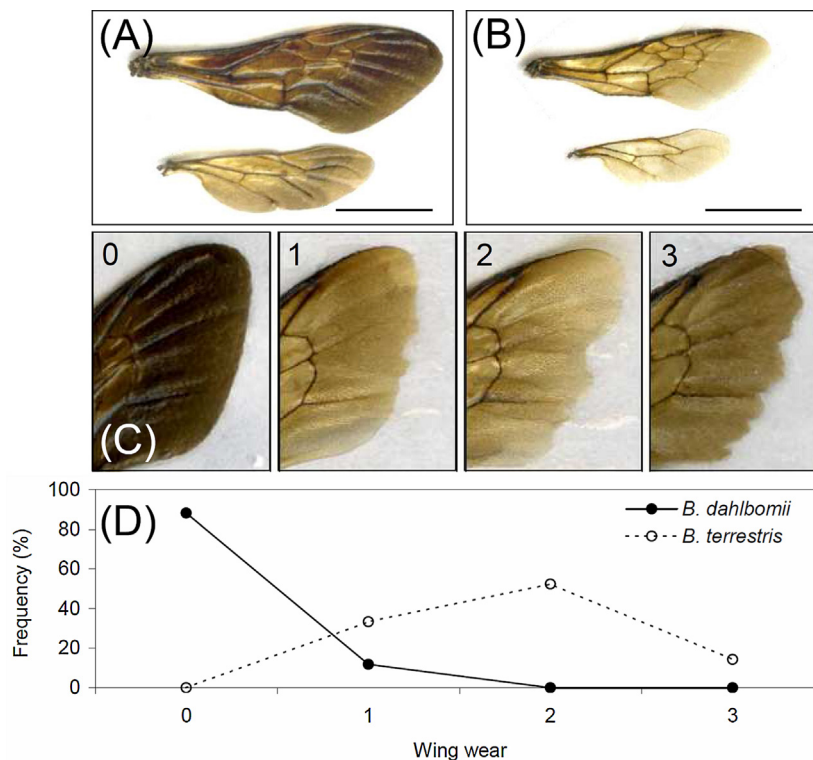 (A)
(B)
0
1
2
3
(C)
(D)
100
80
60
40
20
0
Frequency (%)
B. dahlbomii
B. terrestris
0
1
2
3
Wing wear